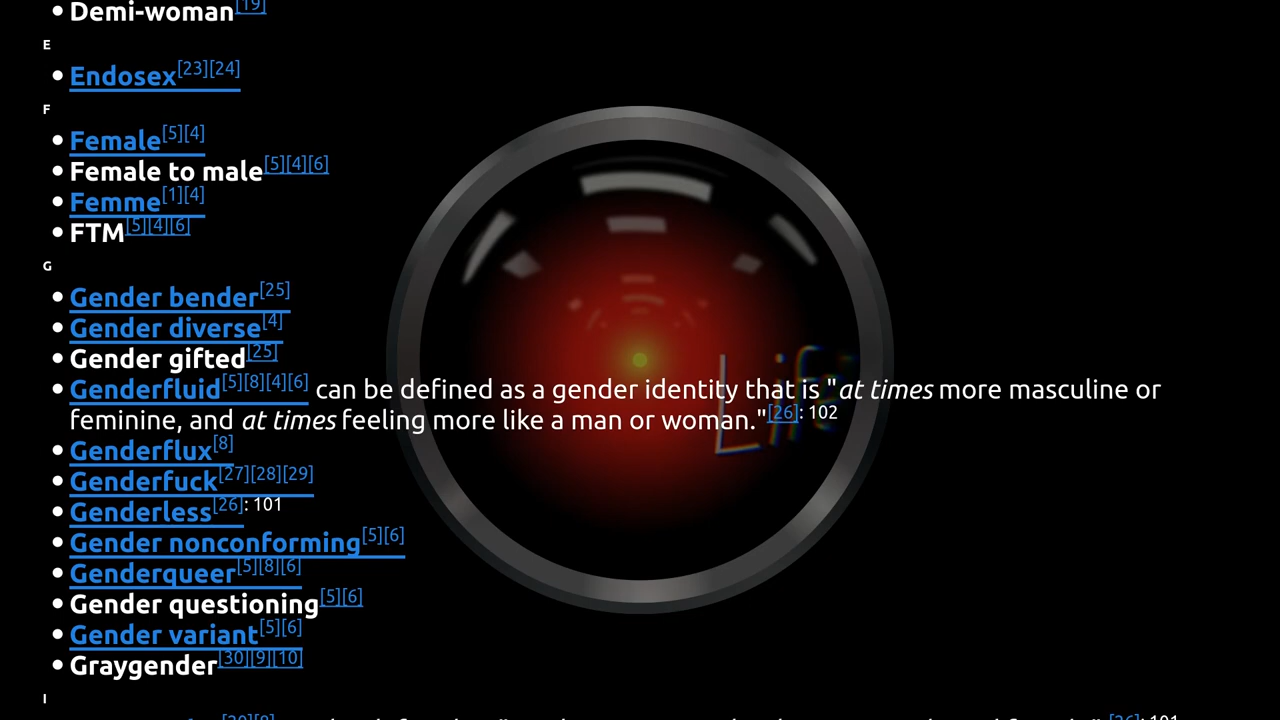 • Demi-woman[19]
E
• Endosex[23][24]
F
• Female[5][4]
• Female to male[5][4][6]
• Femme[1][4]
• FTM[5][4][6]
G
• Gender bender[25]
• Gender diverse[4]
• Gender gifted[25]
• Genderfluid[5][8][4][6] can be defined as a gender identity that is "at times more masculine or
feminine, and at times feeling more like a man or woman."[26]: 102
Life
• Genderflux[8]
• Genderfuck[27][28][29]
• Genderless[26]: 101
• Gender nonconforming[5][6]
• Genderqueer[5][8][6]
• Gender questioning[5][6]
• Gender variant[5][6]
• Graygender[30][9][10]
I